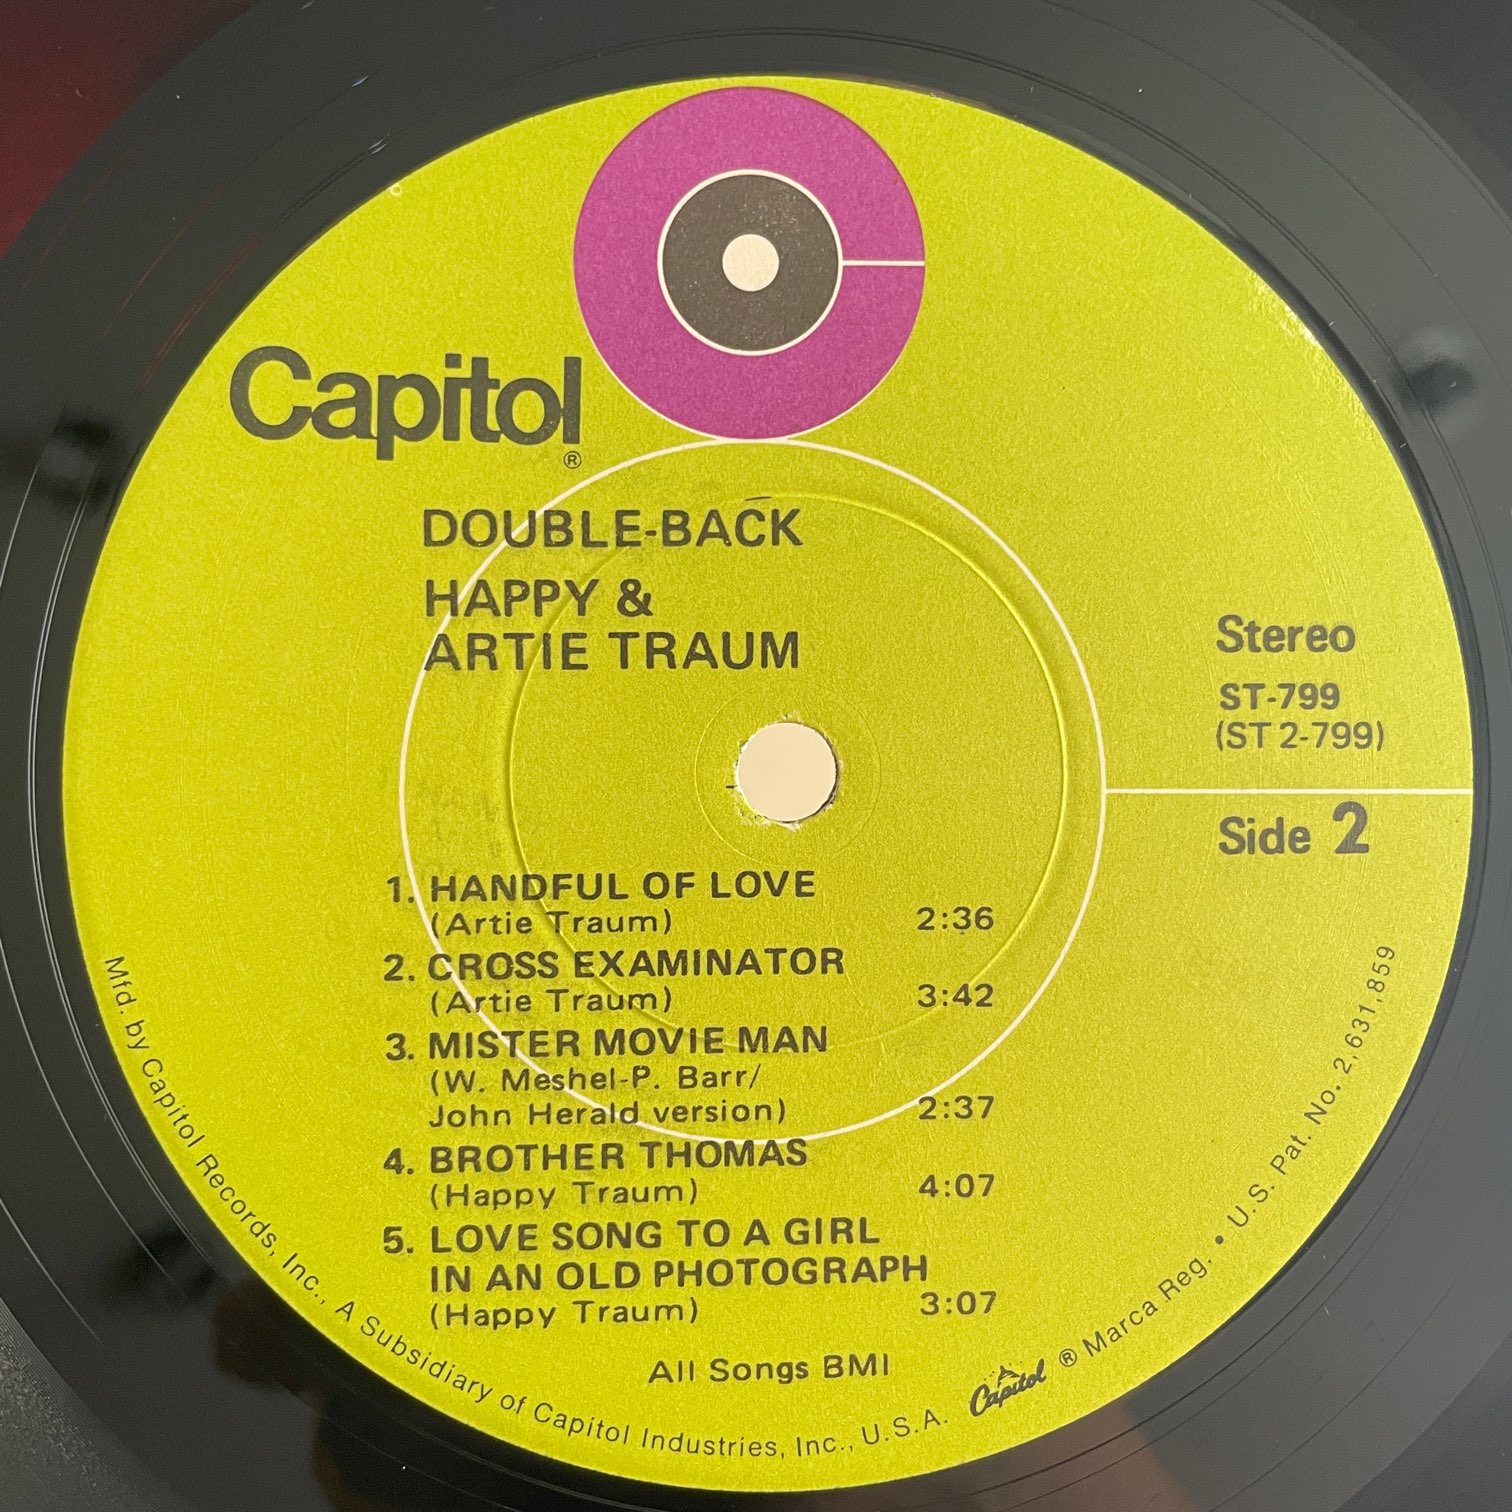 Capitol
®
DOUBLE-BACK
HAPPY &
ARTIE TRAUM
Stereo
ST-799
(ST 2-799)
Side 2
1. HANDFUL OF LOVE
(Artie Traum) 2:36
2. CROSS EXAMINATOR
(Artie Traum) 3:42
3. MISTER MOVIE MAN
(W. Meshel-P. Barr/
John Herald version) 2:37
4. BROTHER THOMAS
(Happy Traum) 4:07
5. LOVE SONG TO A GIRL
IN AN OLD PHOTOGRAPH
(Happy Traum) 3:07
All Songs BMI
Mfd. by Capitol Records, Inc., A Subsidiary of Capitol Industries, Inc., U.S.A. Capitol ® Marca Reg. • U.S. Pat. No. 2,631,859